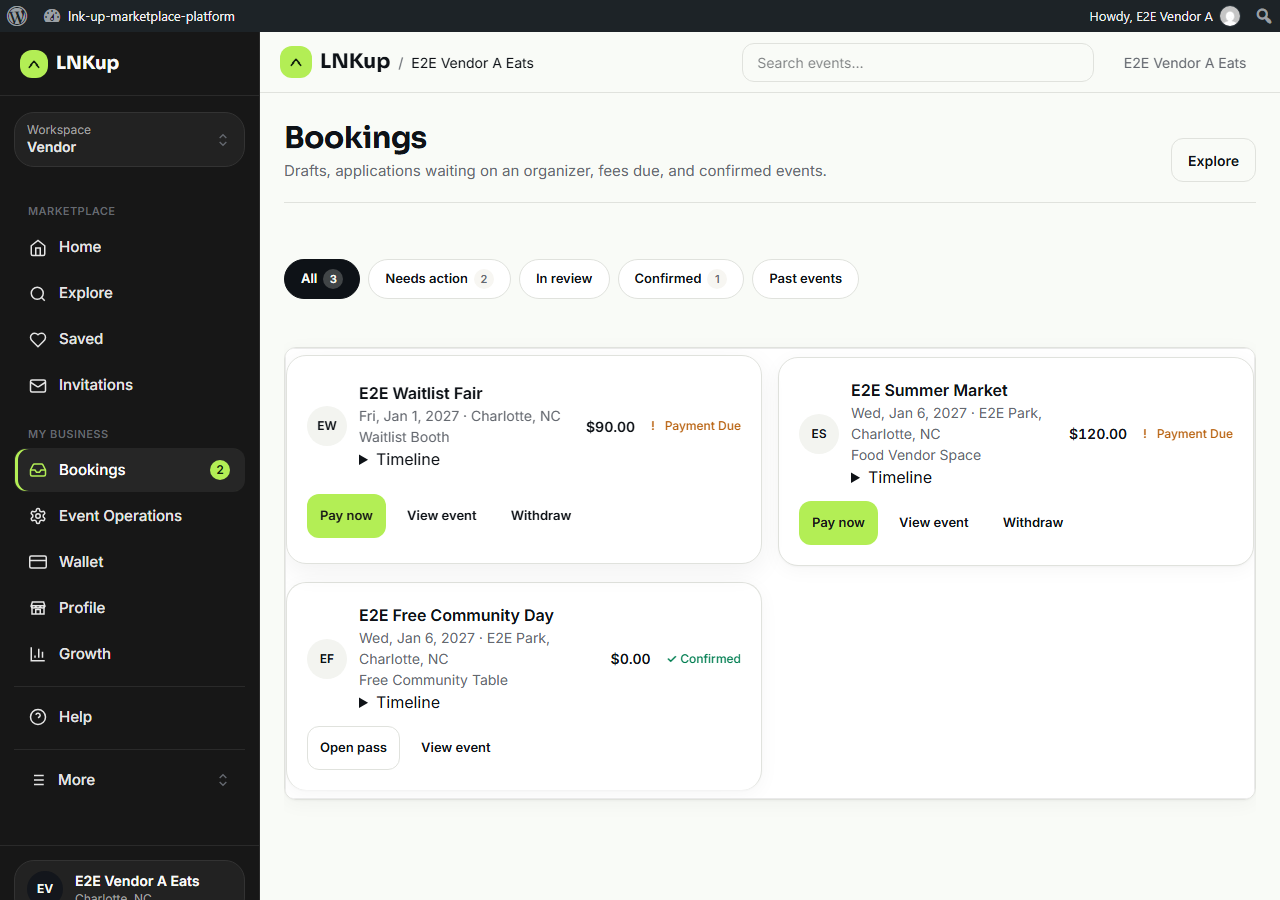 lnk-up-marketplace-platform
Howdy, E2E Vendor A
LNKup
Workspace
Vendor
MARKETPLACE
Home
Explore
Saved
Invitations
MY BUSINESS
Bookings 2
Event Operations
Wallet
Profile
Growth
Help
More
EV
E2E Vendor A Eats
Charlotte, NC
LNKup / E2E Vendor A Eats
Search events...
E2E Vendor A Eats
Bookings
Drafts, applications waiting on an organizer, fees due, and confirmed events.
Explore
All 3
Needs action 2
In review
Confirmed 1
Past events
EW
E2E Waitlist Fair
Fri, Jan 1, 2027 · Charlotte, NC
Waitlist Booth
Timeline
$90.00
! Payment Due
Pay now
View event
Withdraw
ES
E2E Summer Market
Wed, Jan 6, 2027 · E2E Park,
Charlotte, NC
Food Vendor Space
Timeline
$120.00
! Payment Due
Pay now
View event
Withdraw
EF
E2E Free Community Day
Wed, Jan 6, 2027 · E2E Park,
Charlotte, NC
Free Community Table
Timeline
$0.00
✓ Confirmed
Open pass
View event